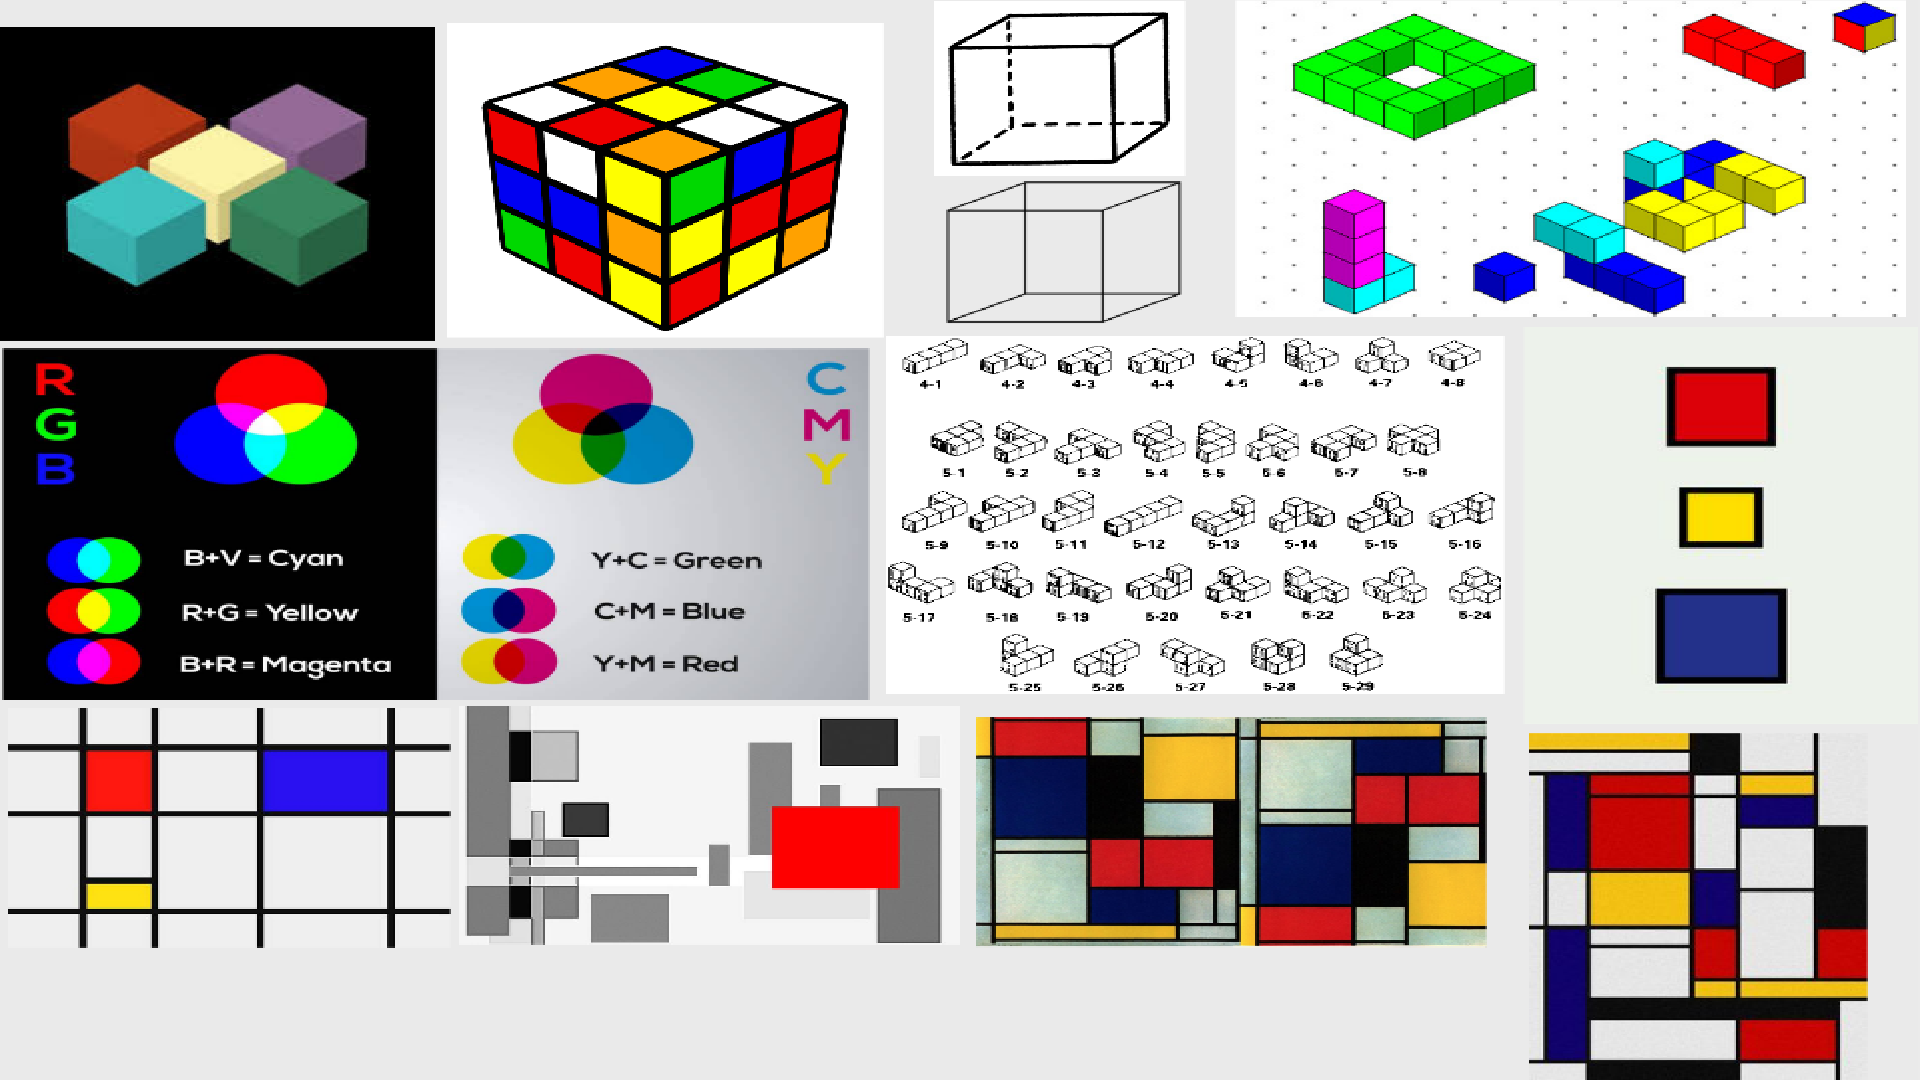 R
G
B
C
M
Y
B+V = Cyan
R+G = Yellow
B+R = Magenta
Y+C = Green
C+M = Blue
Y+M = Red
4-1 4-2 4-3 4-4 4-5 4-6 4-7 4-8
5-1 5-2 5-3 5-4 5-5 5-6 5-7 5-8
5-9 5-10 5-11 5-12 5-13 5-14 5-15 5-16
5-17 5-18 5-19 5-20 5-21 5-22 5-23 5-24
5-25 5-26 5-27 5-28 5-29